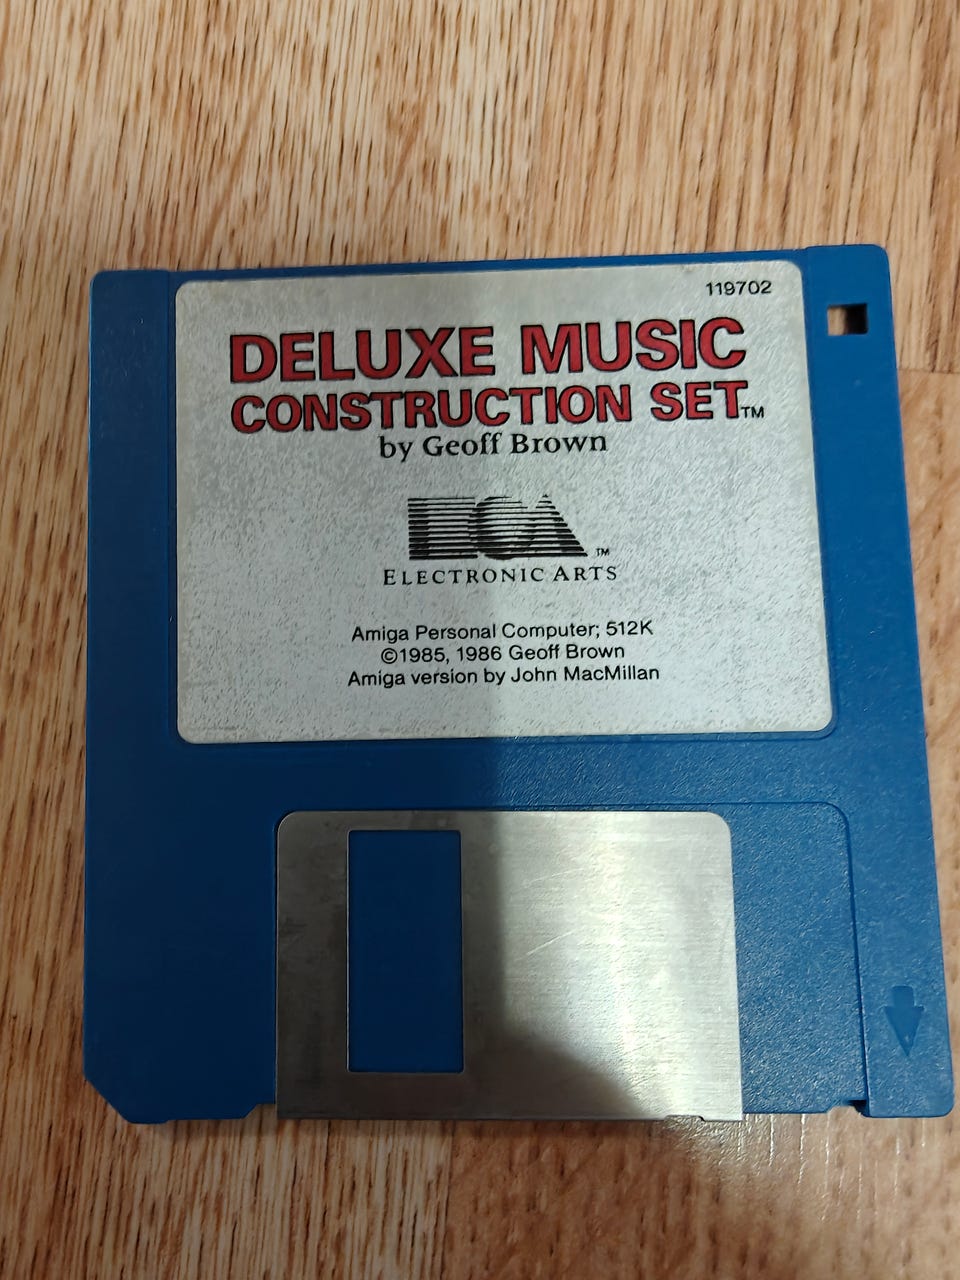 119702
DELUXE MUSIC
CONSTRUCTION SET™
by Geoff Brown
EOA™
ELECTRONIC ARTS
Amiga Personal Computer; 512K
©1985, 1986 Geoff Brown
Amiga version by John MacMillan